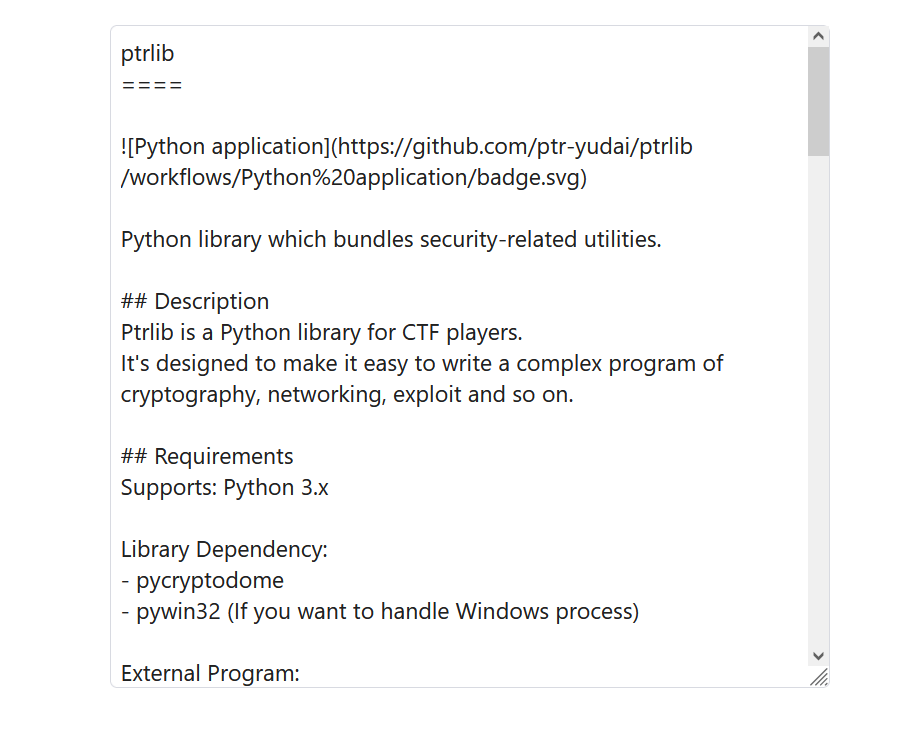 ptrlib
====
![Python application](https://github.com/ptr-yudai/ptrlib
/workflows/Python%20application/badge.svg)
Python library which bundles security-related utilities.
## Description
Ptrlib is a Python library for CTF players.
It's designed to make it easy to write a complex program of
cryptography, networking, exploit and so on.
## Requirements
Supports: Python 3.x
Library Dependency:
- pycryptodome
- pywin32 (If you want to handle Windows process)
External Program: